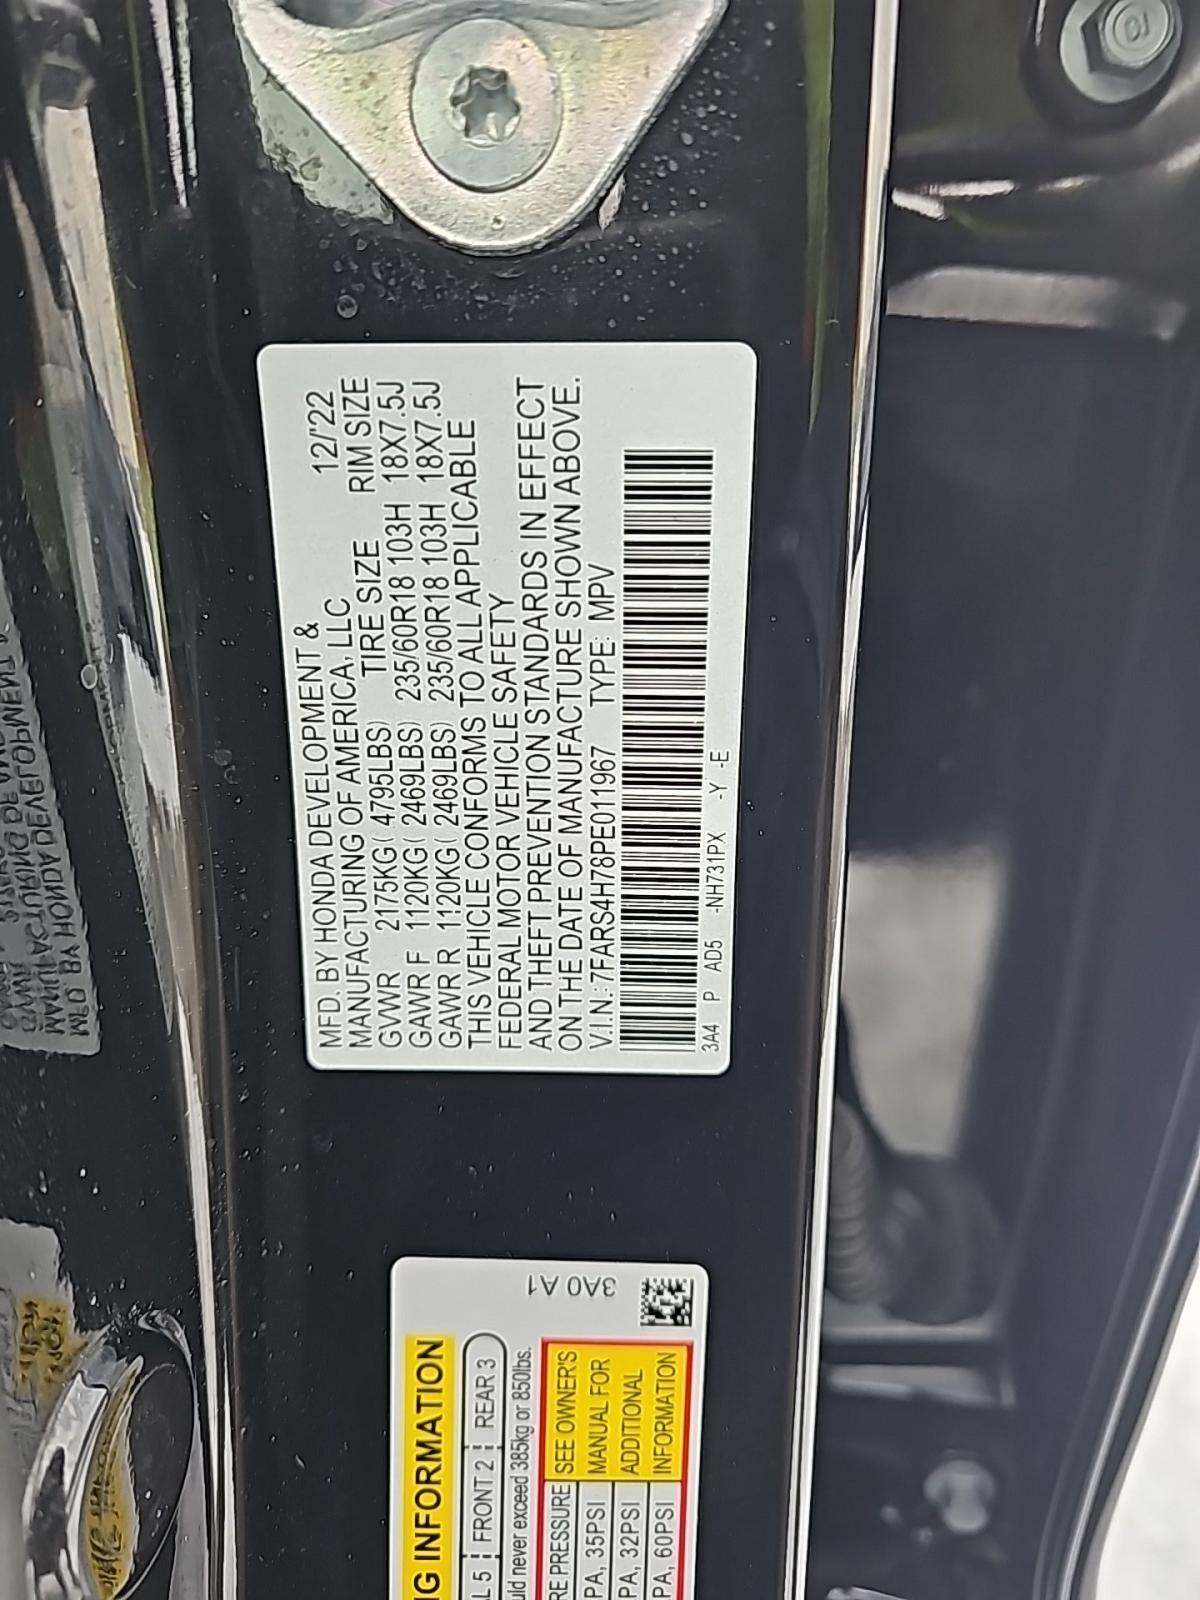 MFD. BY HONDA DEVELOPMENT &
MANUFACTURING OF AMERICA, LLC 12/'22
GVWR 2175KG( 4795LBS) TIRE SIZE RIM SIZE
GAWR F 1120KG( 2469LBS) 235/60R18 103H 18X7.5J
GAWR R 1120KG( 2469LBS) 235/60R18 103H 18X7.5J
THIS VEHICLE CONFORMS TO ALL APPLICABLE
FEDERAL MOTOR VEHICLE SAFETY
AND THEFT PREVENTION STANDARDS IN EFFECT
ON THE DATE OF MANUFACTURE SHOWN ABOVE.
V.I.N.:7FARS4H78PE011967 TYPE: MPV
3A4 P AD5 -NH731PX -Y -E
3A0 A1
NG INFORMATION
AL 5 FRONT 2 REAR 3
uld never exceed 385kg or 850lbs.
RE PRESSURE SEE OWNER'S
PA, 35PSI MANUAL FOR
PA, 32PSI ADDITIONAL
PA, 60PSI INFORMATION